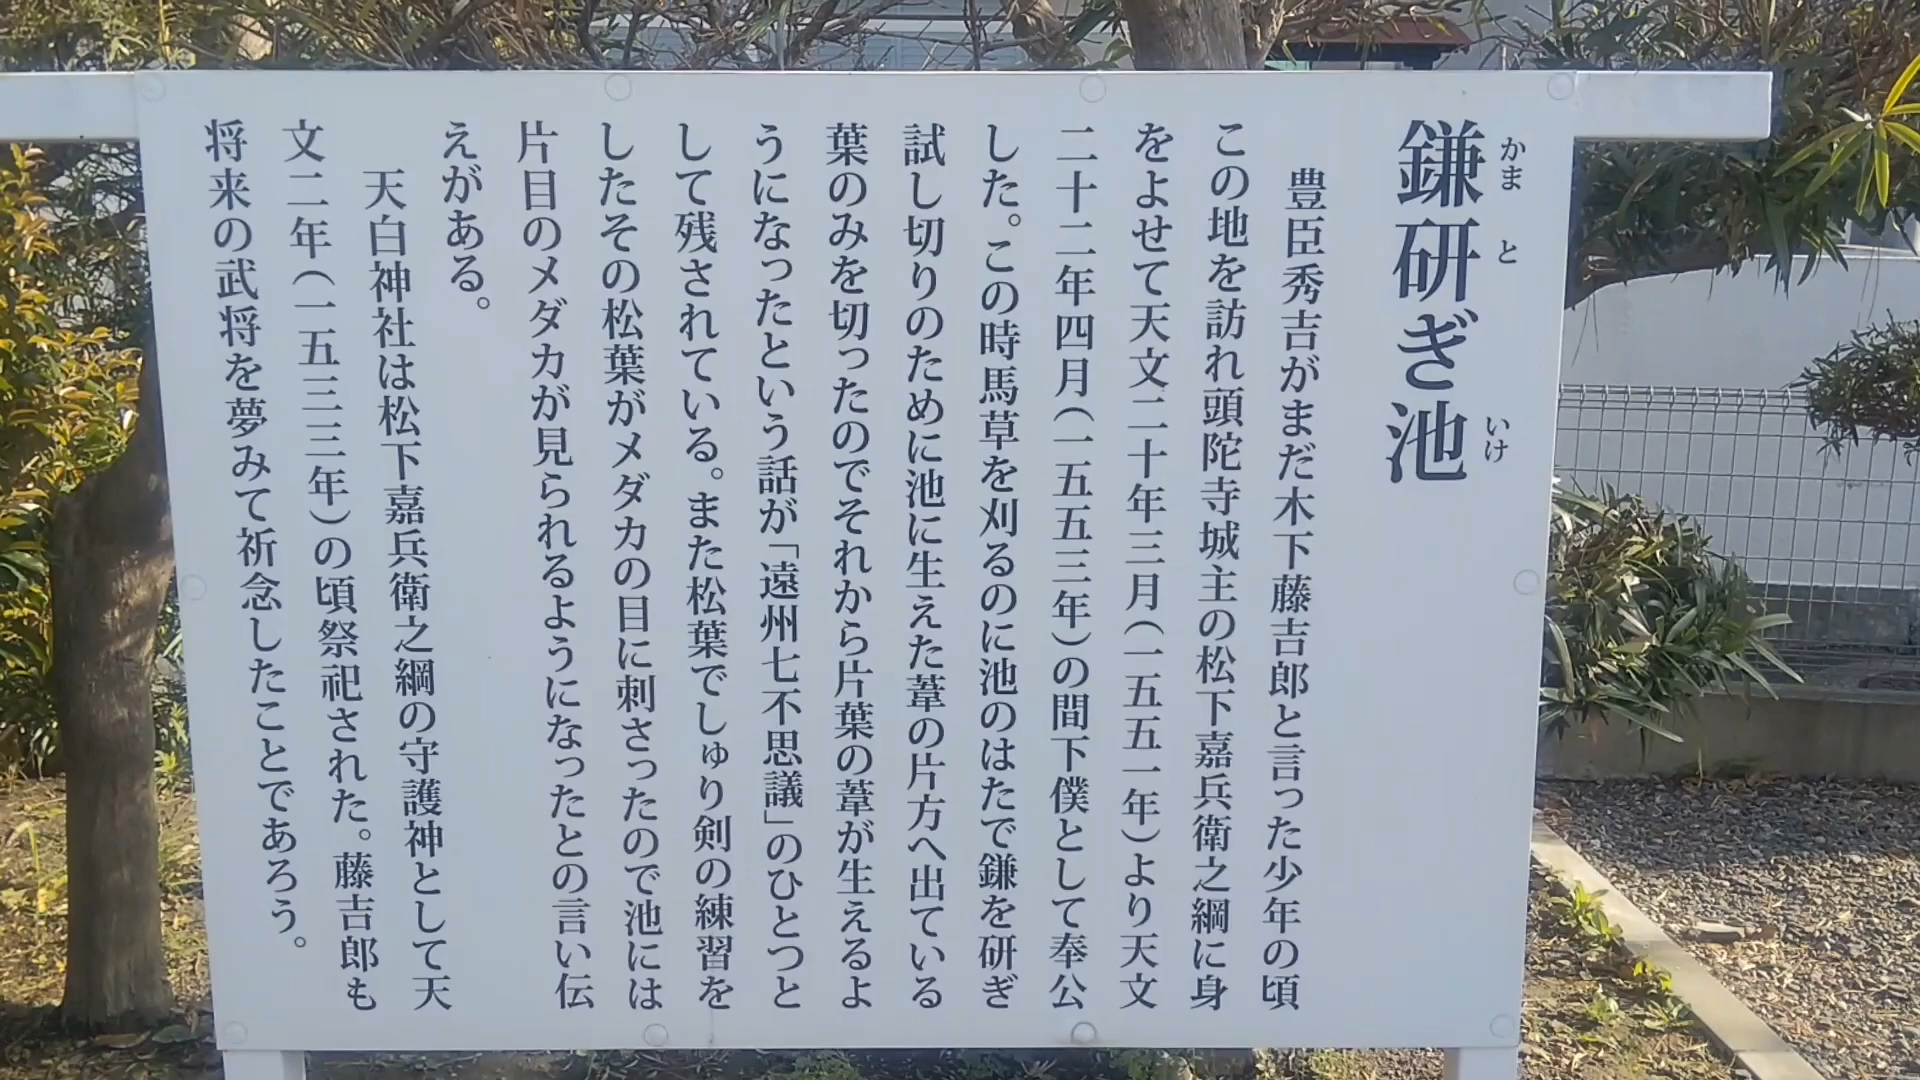 鎌研ぎ池
かま
と
いけ
豊臣秀吉がまだ木下藤吉郎と言った少年の頃
この地を訪れ頭陀寺城主の松下嘉兵衛之綱に身
をよせて天文二十年三月(一五五一年)より天文
二十二年四月(一五五三年)の間下僕として奉公
した。この時馬草を刈るのに池のはたで鎌を研ぎ
試し切りのために池に生えた葦の片方へ出ている
葉のみを切ったのでそれから片葉の葦が生えるよ
うになったという話が「遠州七不思議」のひとつと
して残されている。また松葉でしゅり剣の練習を
したその松葉がメダカの目に刺さったので池には
片目のメダカが見られるようになったとの言い伝
えがある。
天白神社は松下嘉兵衛之綱の守護神として天
文二年(一五三三年)の頃祭祀された。藤吉郎も
将来の武将を夢みて祈念したことであろう。